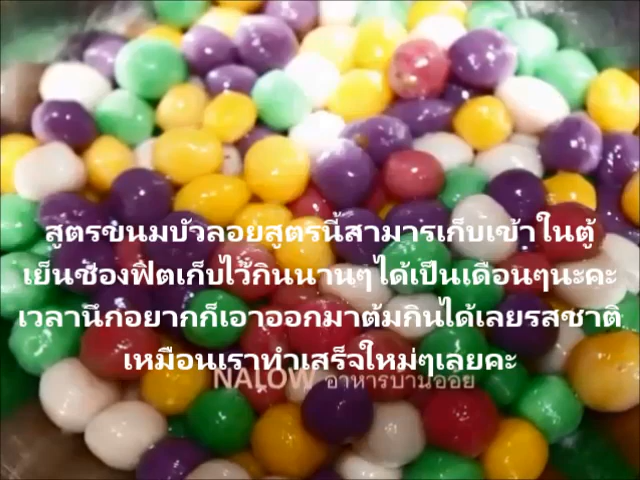 สูตรขนมบัวลอยสูตรนี้สามารเก็บเข้าในตู้
เย็นช่องฟิตเก็บไว้กินนานๆได้เป็นเดือนๆนะคะ
เวลานึกอยากก็เอาออกมาต้มกินได้เลยรสชาติ
เหมือนเราทำเสร็จใหม่ๆเลยคะ
NALOW อาหารบ้านอ้อย